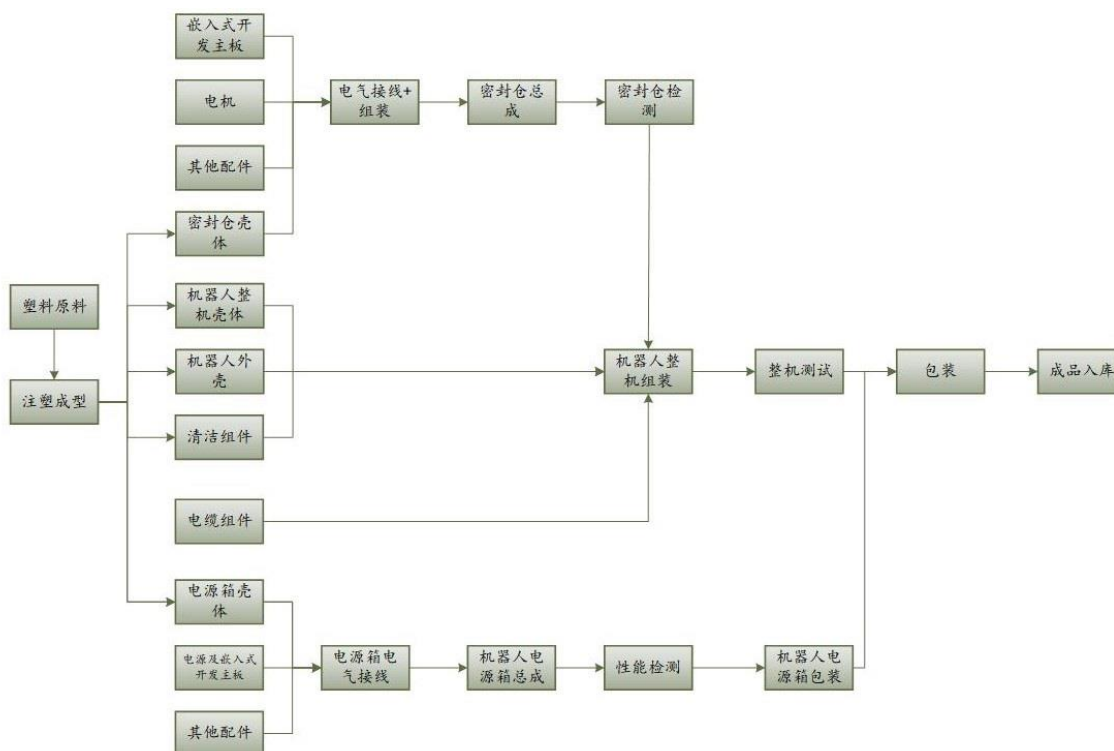 嵌入式开
发主板
电机
其他配件
密封仓壳
体
电气接线+
组装
密封仓总
成
密封仓检
测
塑料原料
注塑成型
机器人整
机壳体
机器人外
壳
清洁组件
电缆组件
机器人整
机组装
整机测试
包装
成品入库
电源箱壳
体
电源及嵌入式
开发主板
其他配件
电源箱电
气接线
机器人电
源箱总成
性能检测
机器人电
源箱包装